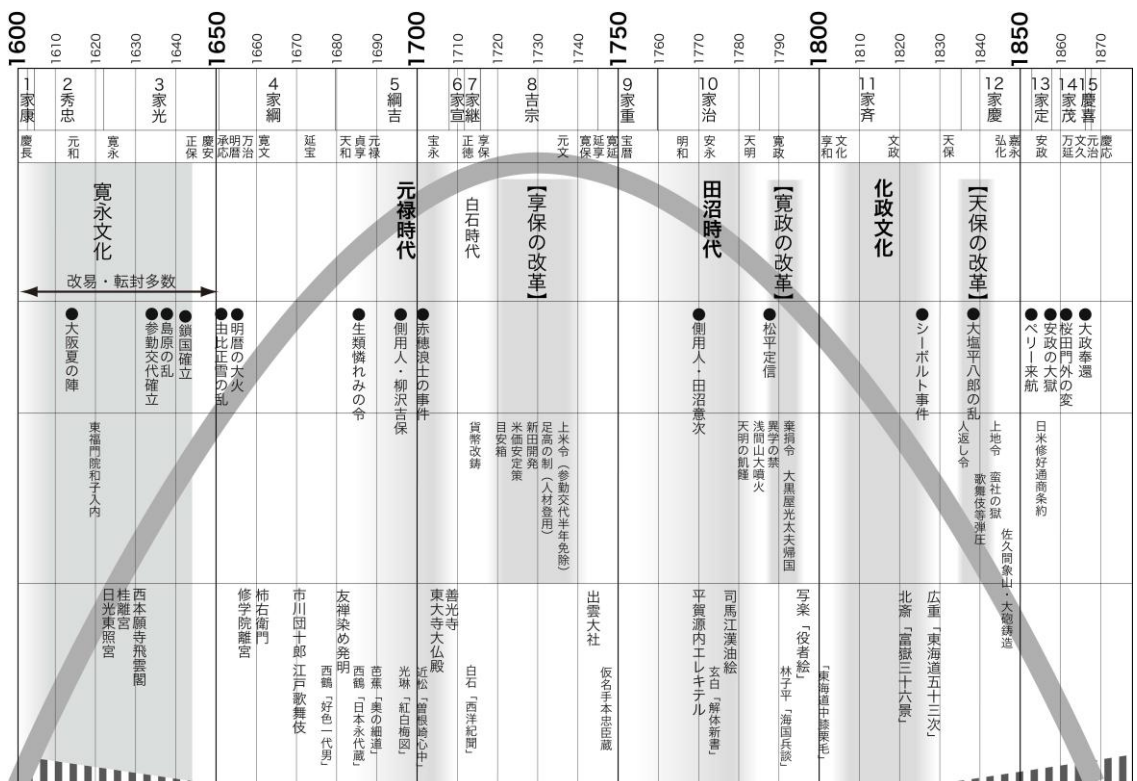 1600
1610
1620
1630
1640
1650
1660
1670
1680
1690
1700
1710
1720
1730
1740
1750
1760
1770
1780
1790
1800
1810
1820
1830
1840
1850
1860
1870
1家康
2秀忠
3家光
4家綱
5綱吉
6家宣
7家継
8吉宗
9家重
10家治
11家斉
12家慶
13家定
14家茂
15慶喜
慶長
元和
寛永
正保
慶安
承応
明暦
万治
寛文
延宝
天和
貞享
元禄
宝永
正徳
享保
元文
寛保
延享
寛延
宝暦
明和
安永
天明
寛政
享和
文化
文政
天保
弘化
嘉永
安政
万延
文久
元治
慶応
寛永文化
元禄時代
白石時代
【享保の改革】
田沼時代
【寛政の改革】
化政文化
【天保の改革】
改易・転封多数
●大阪夏の陣
●参勤交代確立
●島原の乱
●鎖国確立
●由比正雪の乱
●明暦の大火
●生類憐れみの令
●側用人・柳沢吉保
●赤穂浪士の事件
●側用人・田沼意次
●松平定信
●シーボルト事件
●大塩平八郎の乱
●ペリー来航
●安政の大獄
●桜田門外の変
●大政奉還
東福門院和子入内
貨幣改鋳
目安箱
米価安定策
新田開発
足高の制（人材登用）
上米令（参勤交代半年免除）
天明の飢饉
浅間山大噴火
異学の禁
棄捐令 大黒屋光太夫帰国
人返し令
歌舞伎等弾圧
上地令 蛮社の獄
佐久間象山・大砲鋳造
日米修好通商条約
日光東照宮
桂離宮
西本願寺飛雲閣
修学院離宮
柿右衛門
市川団十郎・江戸歌舞伎
西鶴「好色一代男」
友禅染め発明
西鶴「日本永代蔵」
芭蕉「奥の細道」
光琳「紅白梅図」
近松「曽根崎心中」
東大寺大仏殿
善光寺
白石「西洋紀聞」
出雲大社
仮名手本忠臣蔵
平賀源内エレキテル
玄白「解体新書」
司馬江漢油絵
林子平「海国兵談」
写楽「役者絵」
「東海道中膝栗毛」
北斎「富嶽三十六景」
広重「東海道五十三次」